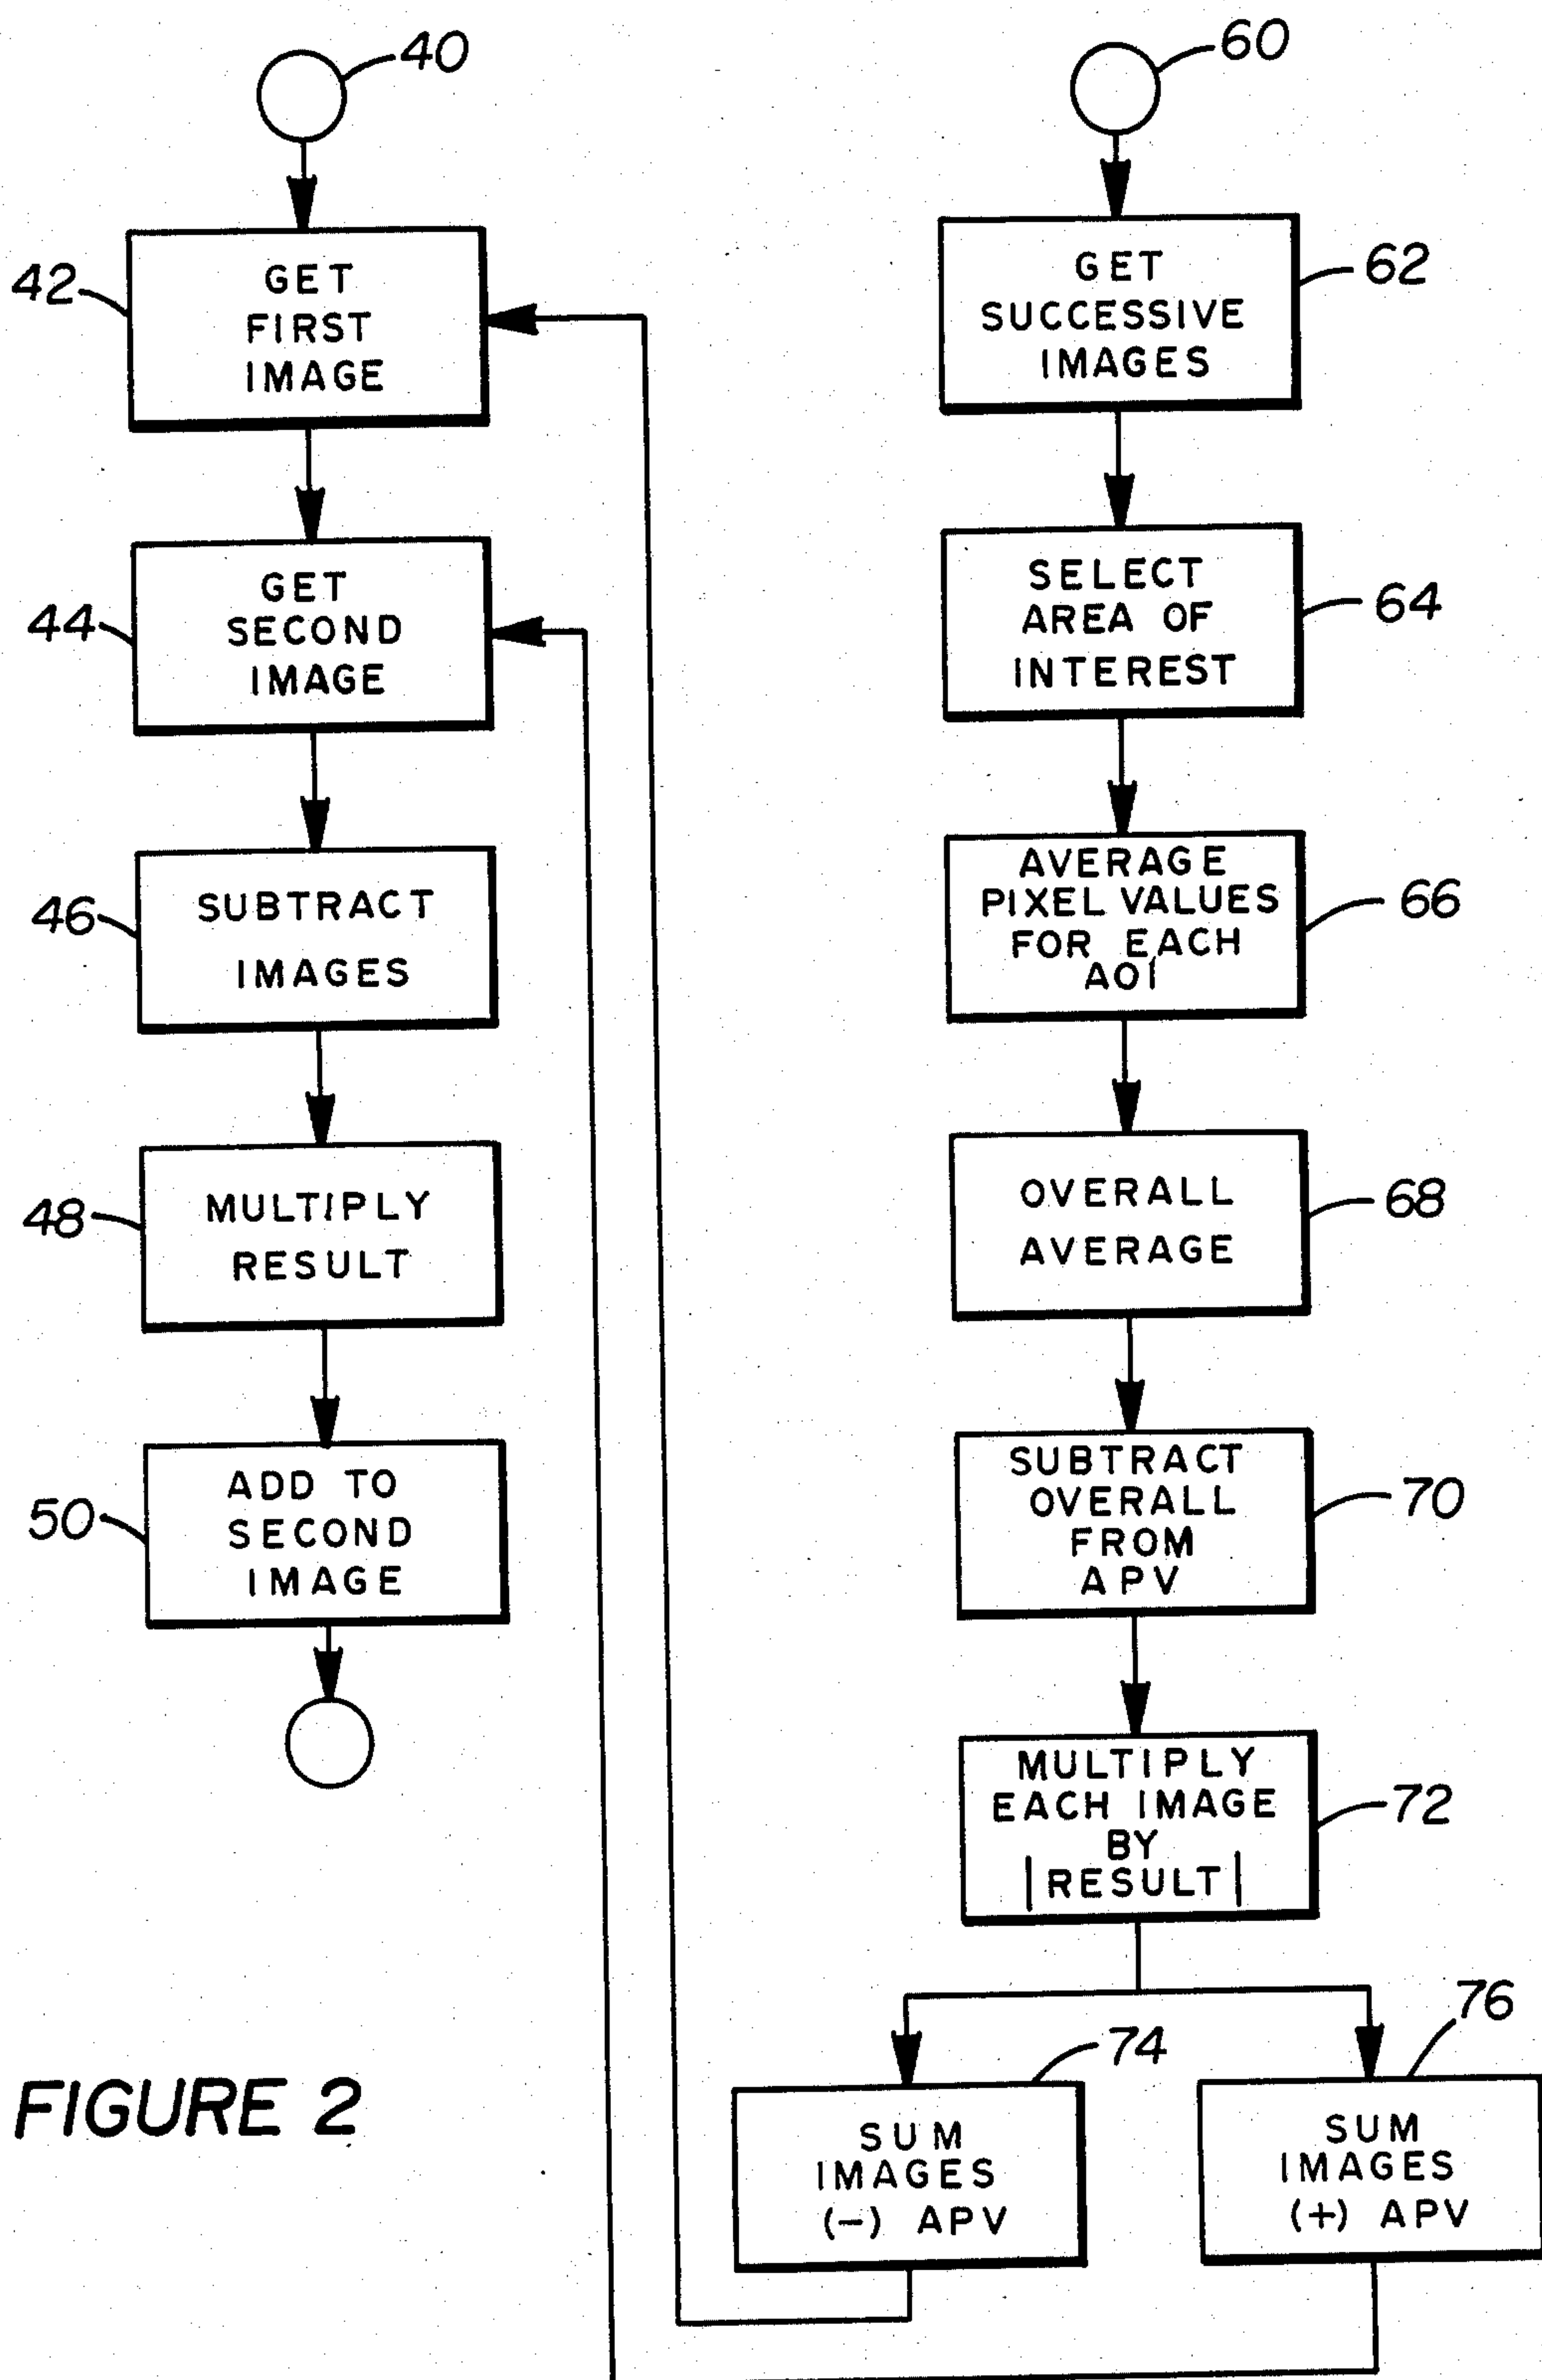 40
42
GET
FIRST
IMAGE
44
GET
SECOND
IMAGE
46
SUBTRACT
IMAGES
48
MULTIPLY
RESULT
50
ADD TO
SECOND
IMAGE
60
62
GET
SUCCESSIVE
IMAGES
64
SELECT
AREA OF
INTEREST
66
AVERAGE
PIXEL VALUES
FOR EACH
AOI
68
OVERALL
AVERAGE
70
SUBTRACT
OVERALL
FROM
APV
72
MULTIPLY
EACH IMAGE
BY
|RESULT|
74
SUM
IMAGES
(-) APV
76
SUM
IMAGES
(+) APV
FIGURE 2